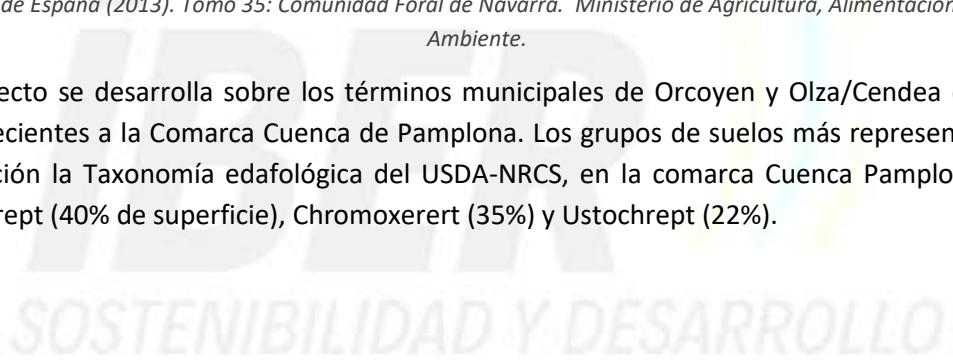 de España (2013). Tomo 35: Comunidad Foral de Navarra. Ministerio de Agricultura, Alimentación
Ambiente.
ecto se desarrolla sobre los términos municipales de Orcoyen y Olza/Cendea
ecientes a la Comarca Cuenca de Pamplona. Los grupos de suelos más represen
ción la Taxonomía edafológica del USDA-NRCS, en la comarca Cuenca Pamplo
rept (40% de superficie), Chromoxerert (35%) y Ustochrept (22%).
IBER
SOSTENIBILIDAD Y DESARROLLO